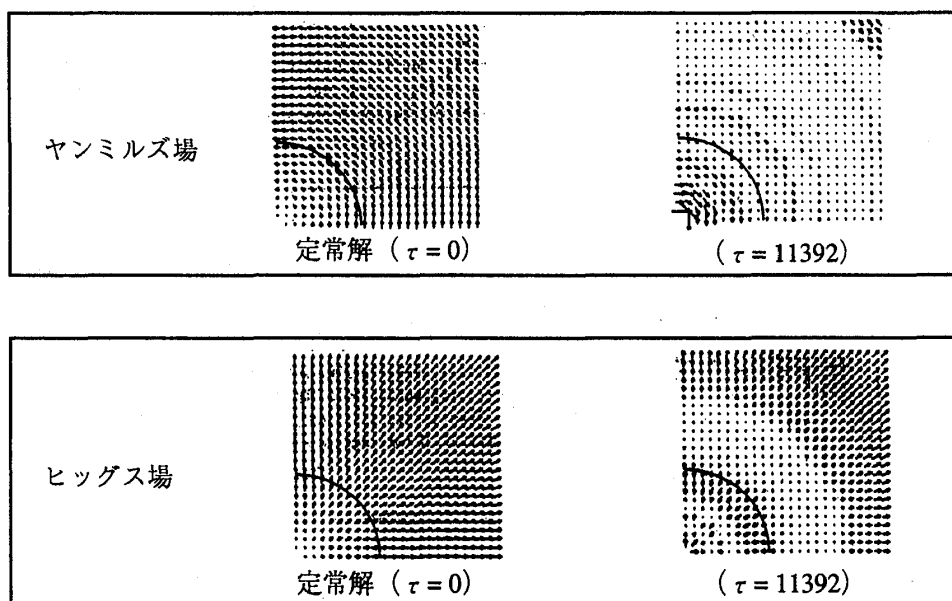 ヤンミルズ場
定常解 ( τ = 0)
( τ = 11392)
ヒッグス場
定常解 ( τ = 0)
( τ = 11392)